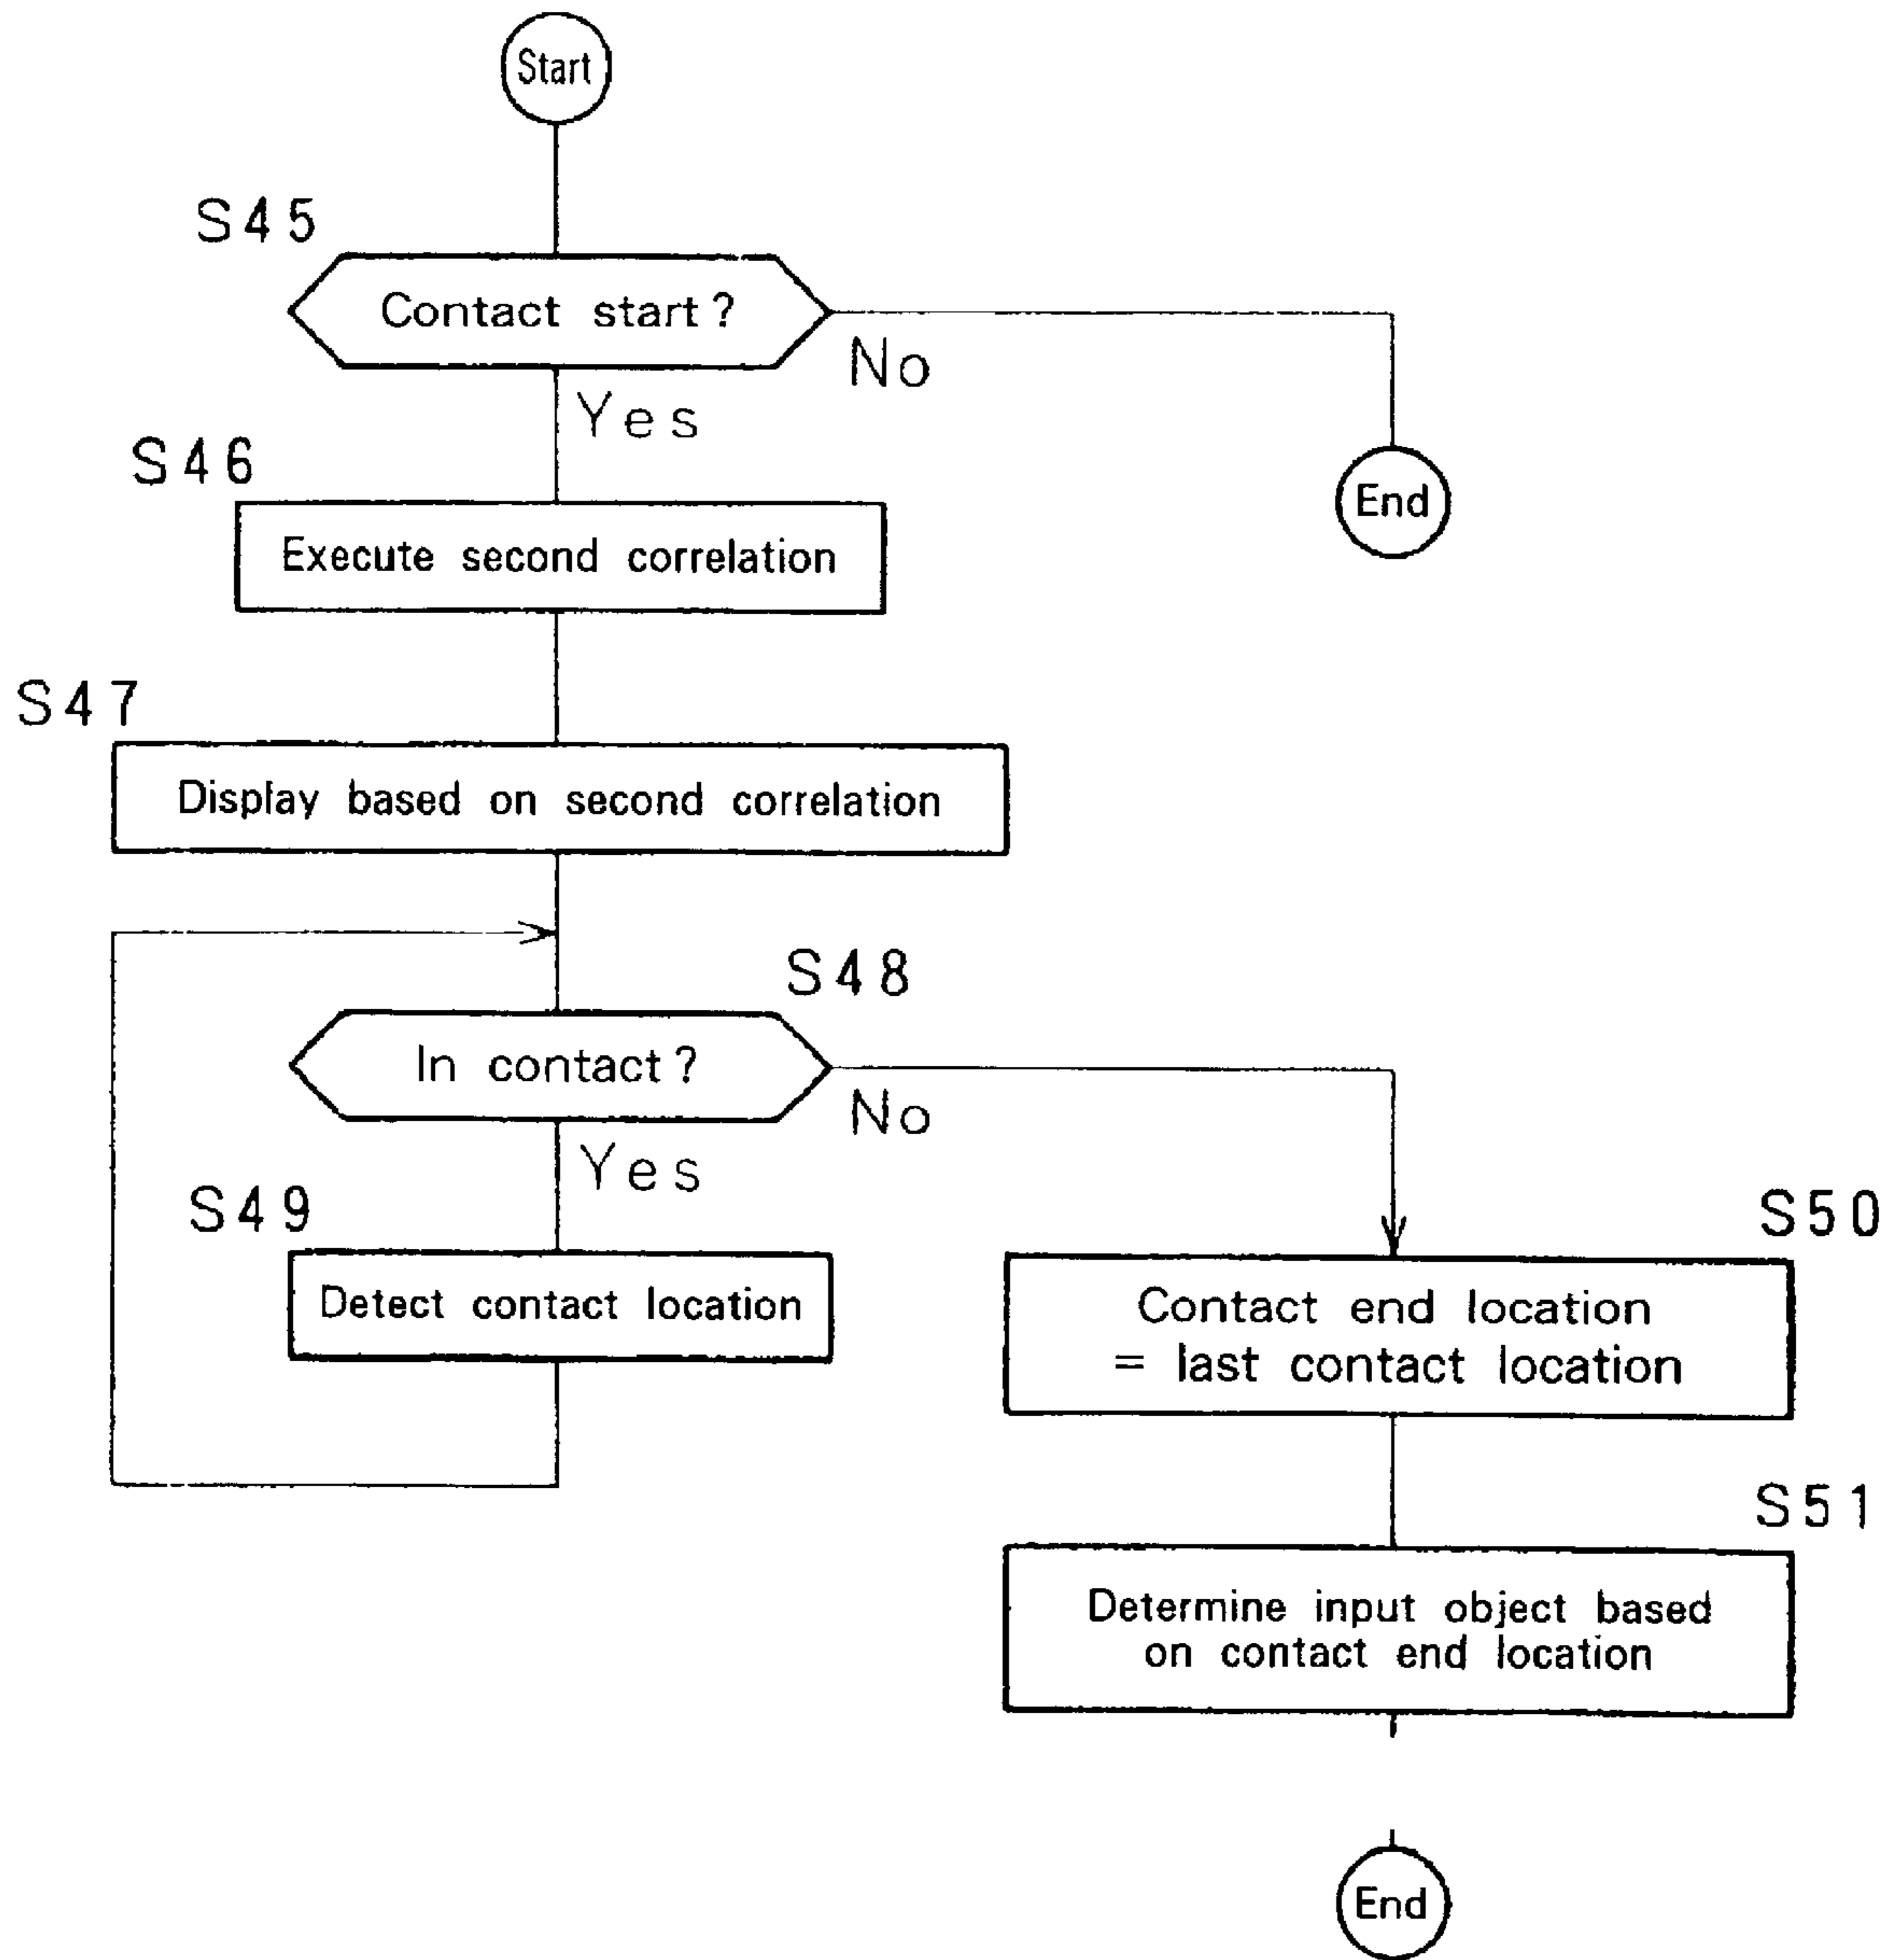 Start
S45
Contact start?
No
Yes
S46
End
Execute second correlation
S47
Display based on second correlation
S48
In contact?
No
Yes
S49
Detect contact location
S50
Contact end location
= last contact location
S51
Determine input object based
on contact end location
End